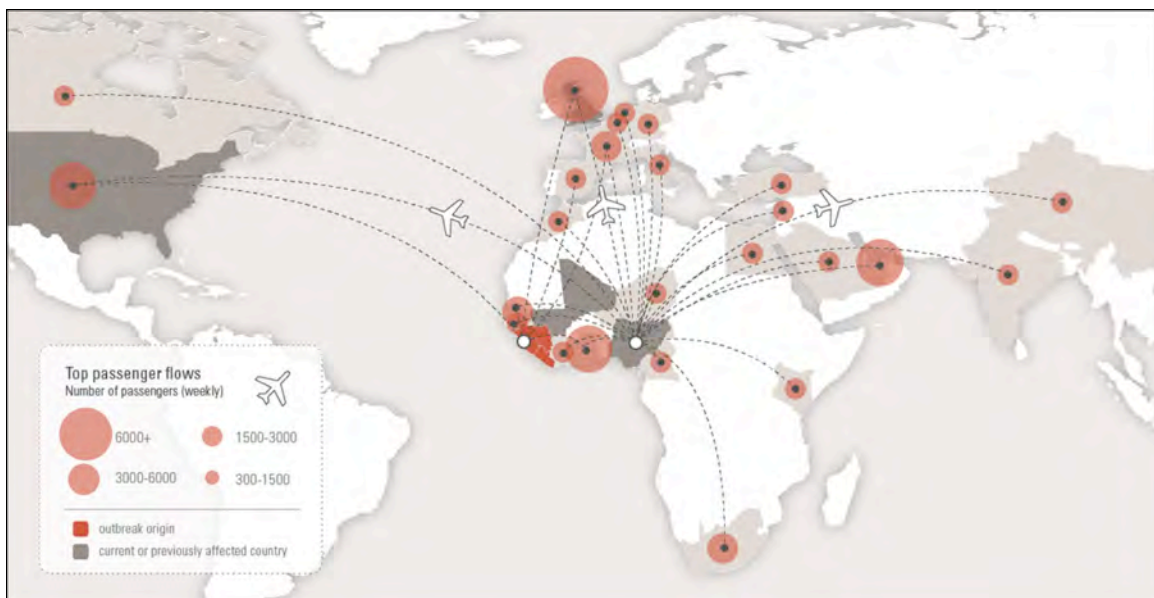 Top passenger flows
Number of passengers (weekly)
6000+
1500-3000
3000-6000
300-1500
outbreak origin
current or previously affected country